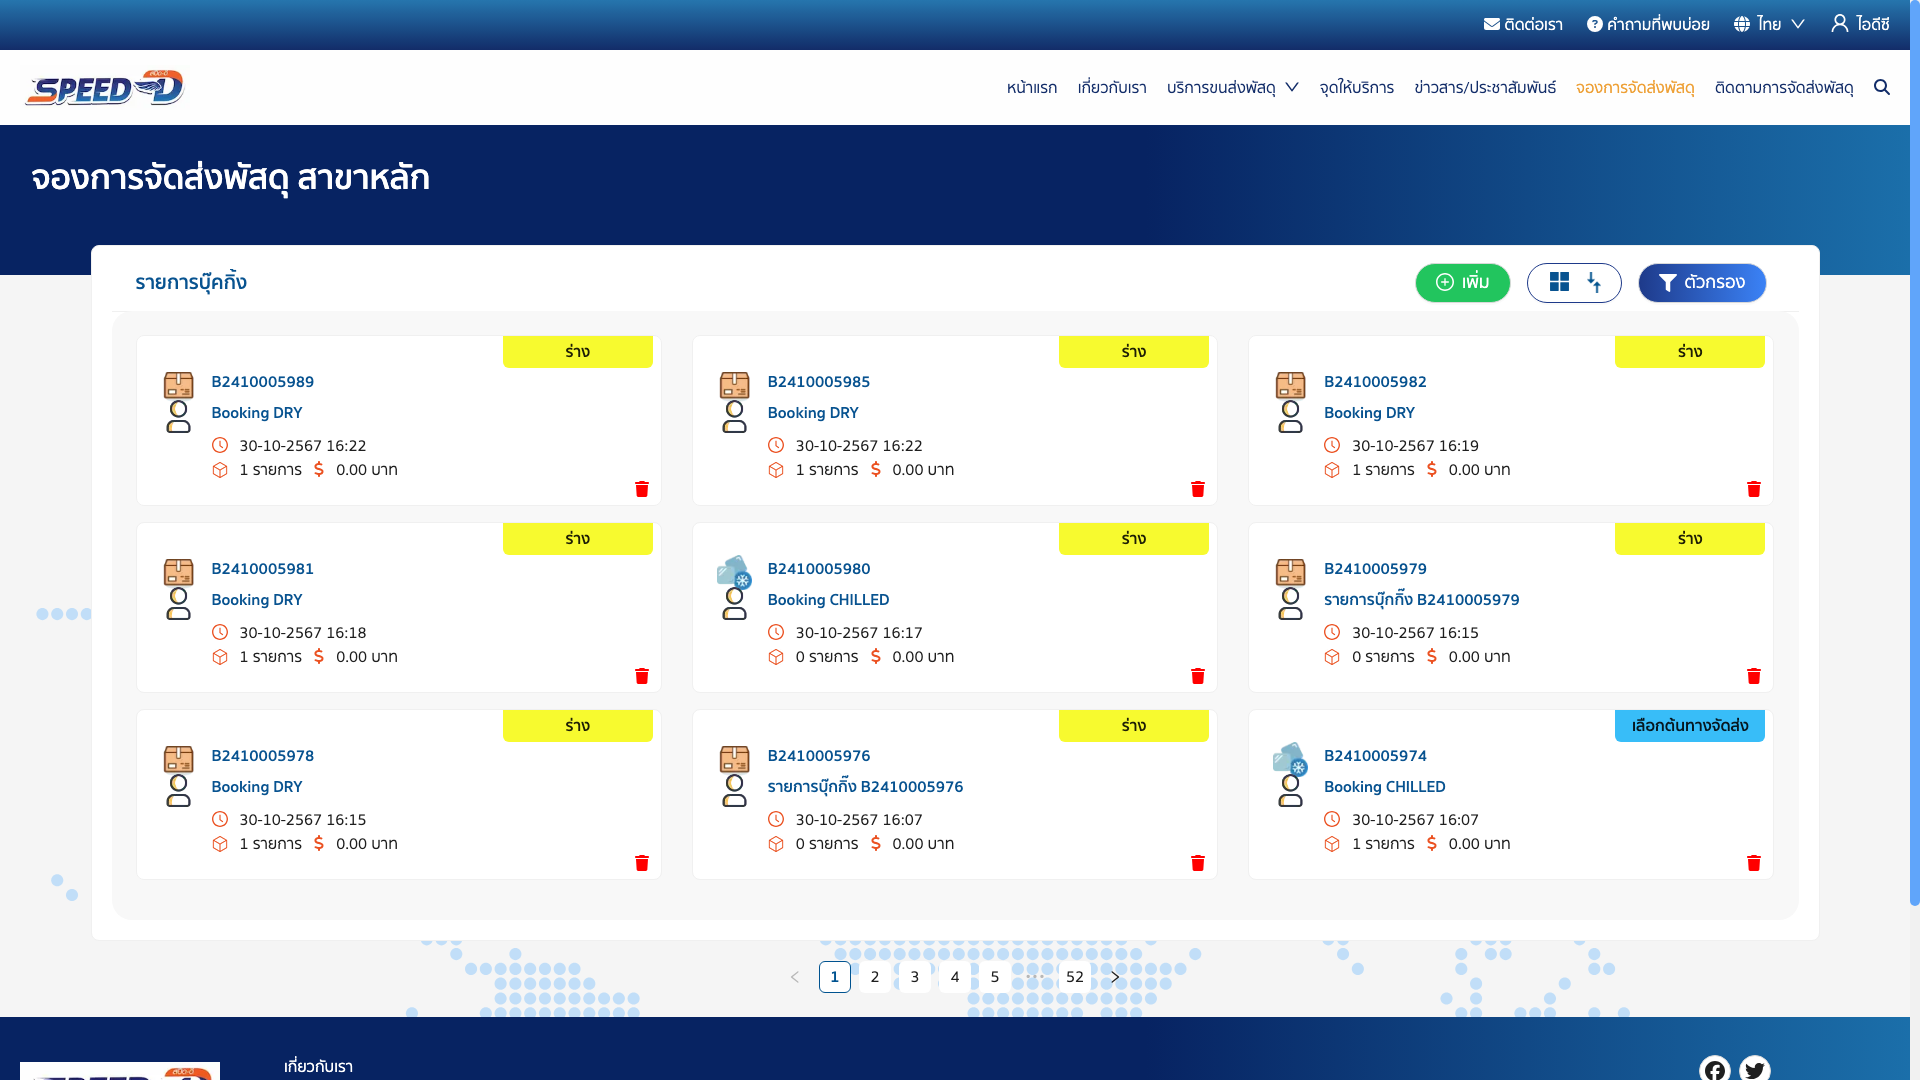 ติดต่อเรา คำถามที่พบบ่อย ไทย ไอดีซี
SPEED-D
หน้าแรก เกี่ยวกับเรา บริการขนส่งพัสดุ จุดให้บริการ ข่าวสาร/ประชาสัมพันธ์ จองการจัดส่งพัสดุ ติดตามการจัดส่งพัสดุ
จองการจัดส่งพัสดุ สาขาหลัก
รายการบุ๊คกิ้ง
เพิ่ม ตัวกรอง
ร่าง
B2410005989
Booking DRY
30-10-2567 16:22
1 รายการ $ 0.00 บาท
ร่าง
B2410005985
Booking DRY
30-10-2567 16:22
1 รายการ $ 0.00 บาท
ร่าง
B2410005982
Booking DRY
30-10-2567 16:19
1 รายการ $ 0.00 บาท
ร่าง
B2410005981
Booking DRY
30-10-2567 16:18
1 รายการ $ 0.00 บาท
ร่าง
B2410005980
Booking CHILLED
30-10-2567 16:17
0 รายการ $ 0.00 บาท
ร่าง
B2410005979
รายการบุ๊กกิ๊ง B2410005979
30-10-2567 16:15
0 รายการ $ 0.00 บาท
ร่าง
B2410005978
Booking DRY
30-10-2567 16:15
1 รายการ $ 0.00 บาท
ร่าง
B2410005976
รายการบุ๊กกิ๊ง B2410005976
30-10-2567 16:07
0 รายการ $ 0.00 บาท
เลือกต้นทางจัดส่ง
B2410005974
Booking CHILLED
30-10-2567 16:07
1 รายการ $ 0.00 บาท
1 2 3 4 5 ••• 52
เกี่ยวกับเรา